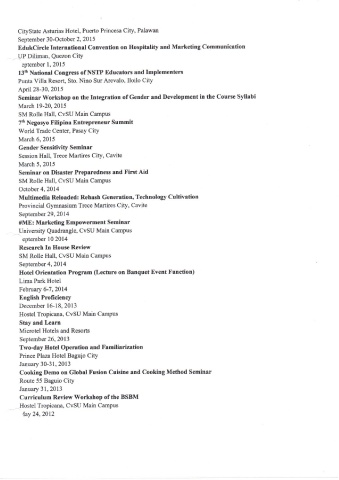 CityState Asturias Hotel, Puerto Princesa City, Palawan
September 30-October 2, 2015
EdukCircle International Convention on Hospitality and Marketing Communication
UP Diliman, Quezon City
eptember 1, 2015
13th National Congress of NSTP Educators and Implementers
Punta Villa Resort, Sto. Nino Sur Arevalo, Iloilo City
April 28-30, 2015
Seminar Workshop on the Integration of Gender and Development in the Course Syllabi
March 19-20, 2015
SM Rolle Hall, CvSU Main Campus
7th Negosyo Filipino Entrepreneur Summit
World Trade Center, Pasay City
March 6, 2015
Gender Sensitivity Seminar
Session Hall, Trece Martires City, Cavite
March 5, 2015
Seminar on Disaster Preparedness and First Aid
SM Rolle Hall, CvSU Main Campus
October 4, 2014
Multimedia Reloaded: Rehash Generation, Technology Cultivation
Provincial Gymnasium Trece Martires City, Cavite
September 29, 2014
#ME: Marketing Empowerment Seminar
University Quadrangle, CvSU Main Campus
eptember 10 2014
Research In House Review
SM Rolle Hall, CvSU Main Campus
September 4, 2014
Hotel Orientation Program (Lecture on Banquet Event Function)
Lima Park Hotel
February 6-7, 2014
English Proficiency
December 16-18, 2013
Hostel Tropicana, CvSU Main Campus
Stay and Learn
Microtel Hotels and Resorts
September 26, 2013
Two-day Hotel Operation and Familiarization
Prince Plaza Hotel Baguio City
January 30-31, 2013
Cooking Demo on Global Fusion Cuisine and Cooking Method Seminar
Route 55 Baguio City
January 31, 2013
Curriculum Review Workshop of the BSBM
Hostel Tropicana, CvSU Main Campus
May 24, 2012